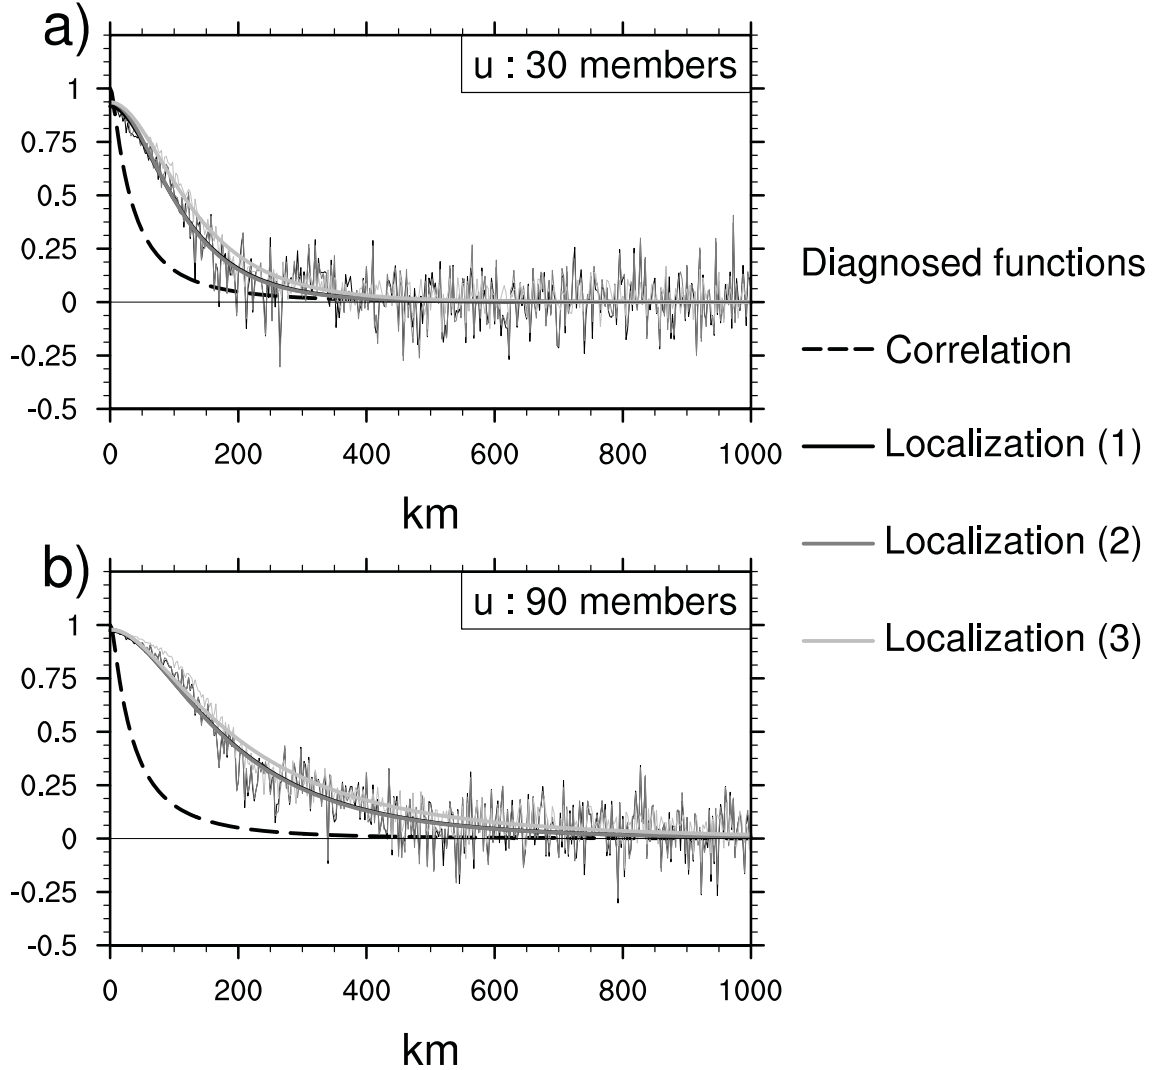 a)
u : 30 members
1
0.75
0.5
0.25
0
-0.25
-0.5
0 200 400 600 800 1000
km
b)
u : 90 members
1
0.75
0.5
0.25
0
-0.25
-0.5
0 200 400 600 800 1000
km
Diagnosed functions
Correlation
Localization (1)
Localization (2)
Localization (3)